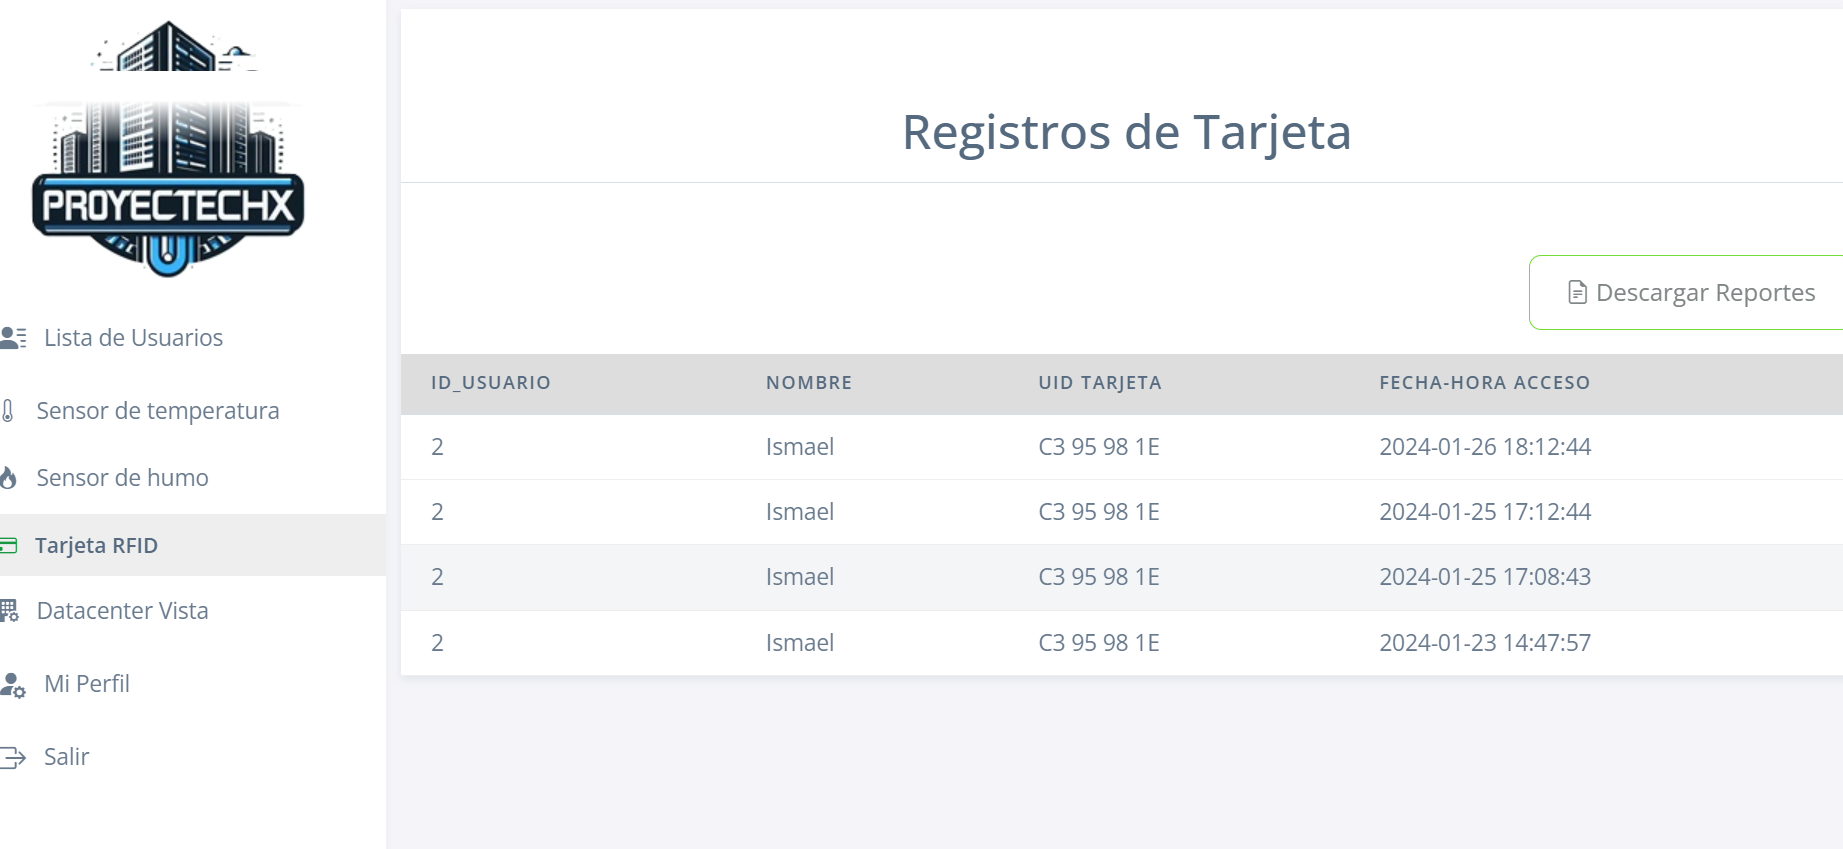 PROYECTECHX
Lista de Usuarios
Sensor de temperatura
Sensor de humo
Tarjeta RFID
Datacenter Vista
Mi Perfil
Salir
Registros de Tarjeta
Descargar Reportes
ID_USUARIO NOMBRE UID TARJETA FECHA-HORA ACCESO
2 Ismael C3 95 98 1E 2024-01-26 18:12:44
2 Ismael C3 95 98 1E 2024-01-25 17:12:44
2 Ismael C3 95 98 1E 2024-01-25 17:08:43
2 Ismael C3 95 98 1E 2024-01-23 14:47:57